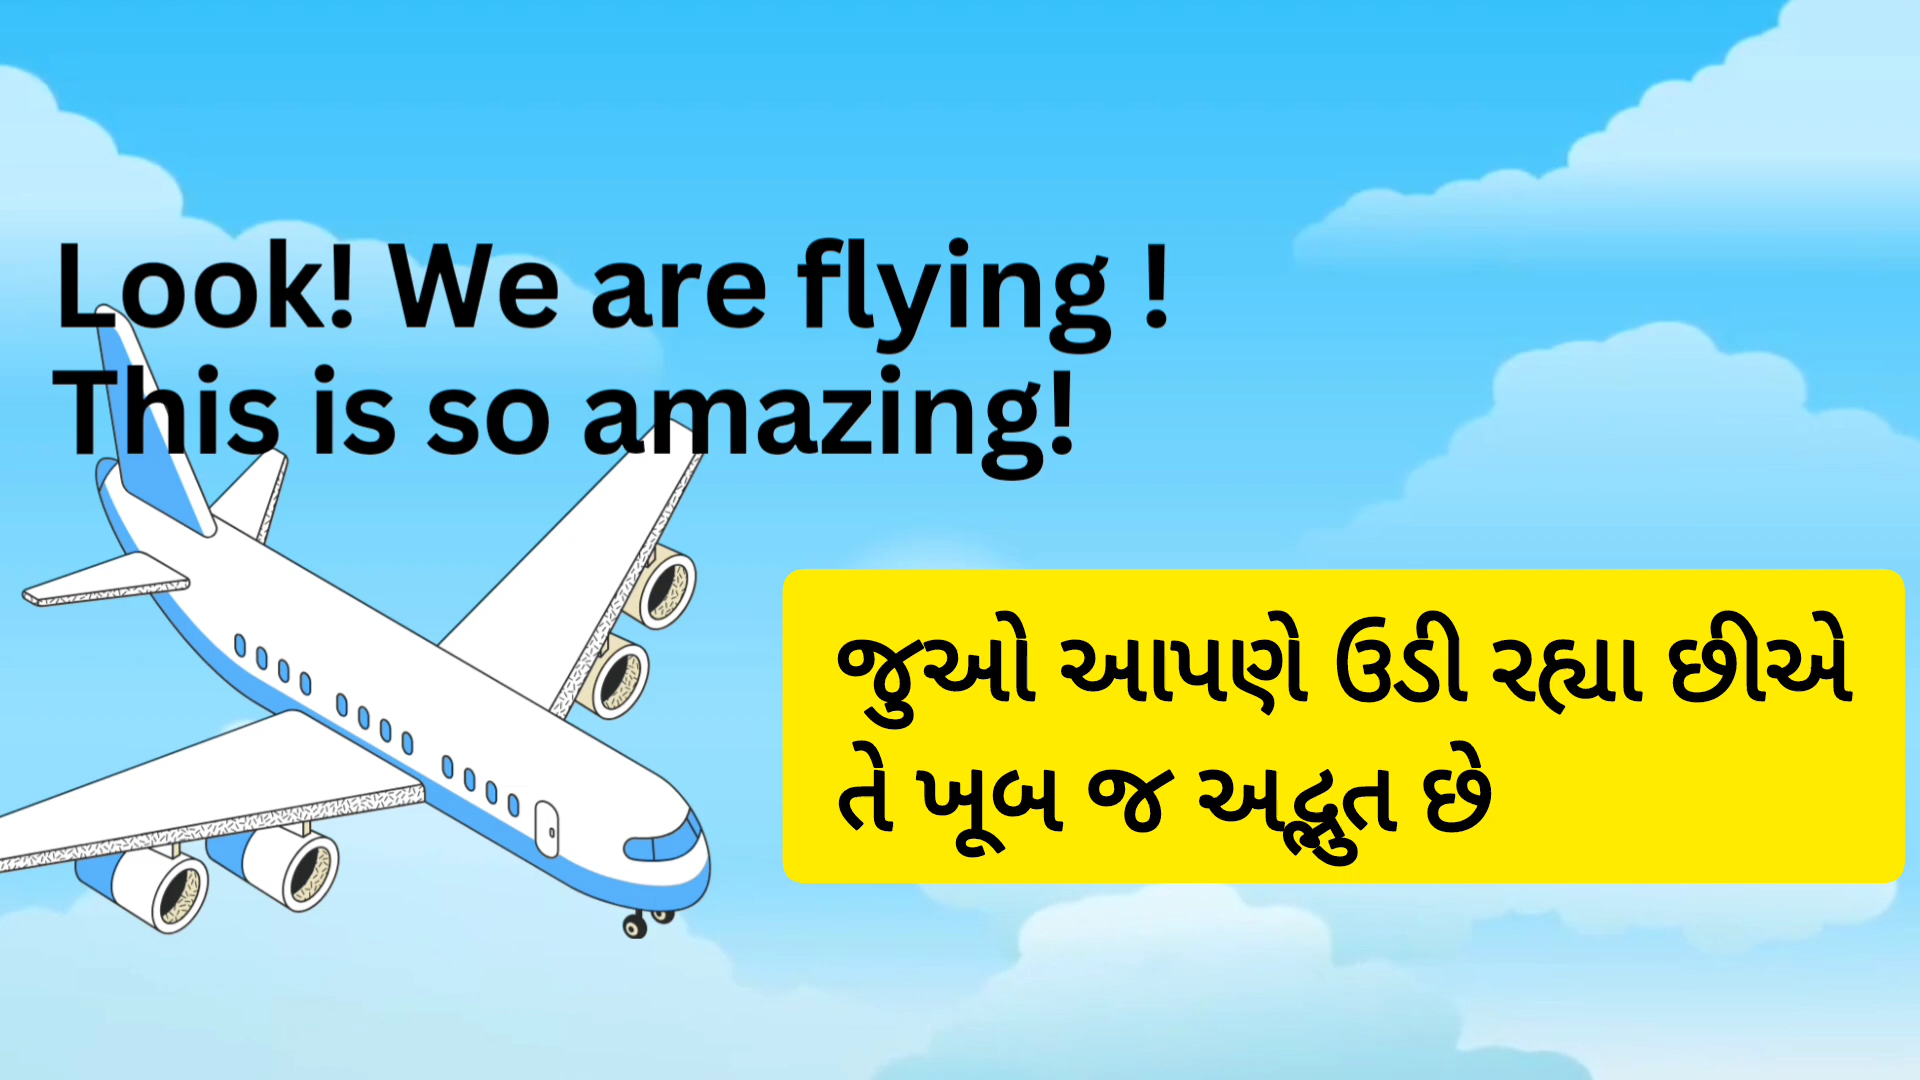 Look! We are flying !
This is so amazing!
જુઓ આપણે ઉડી રહ્યા છીએ
તે ખૂબ જ અદ્ભુત છે